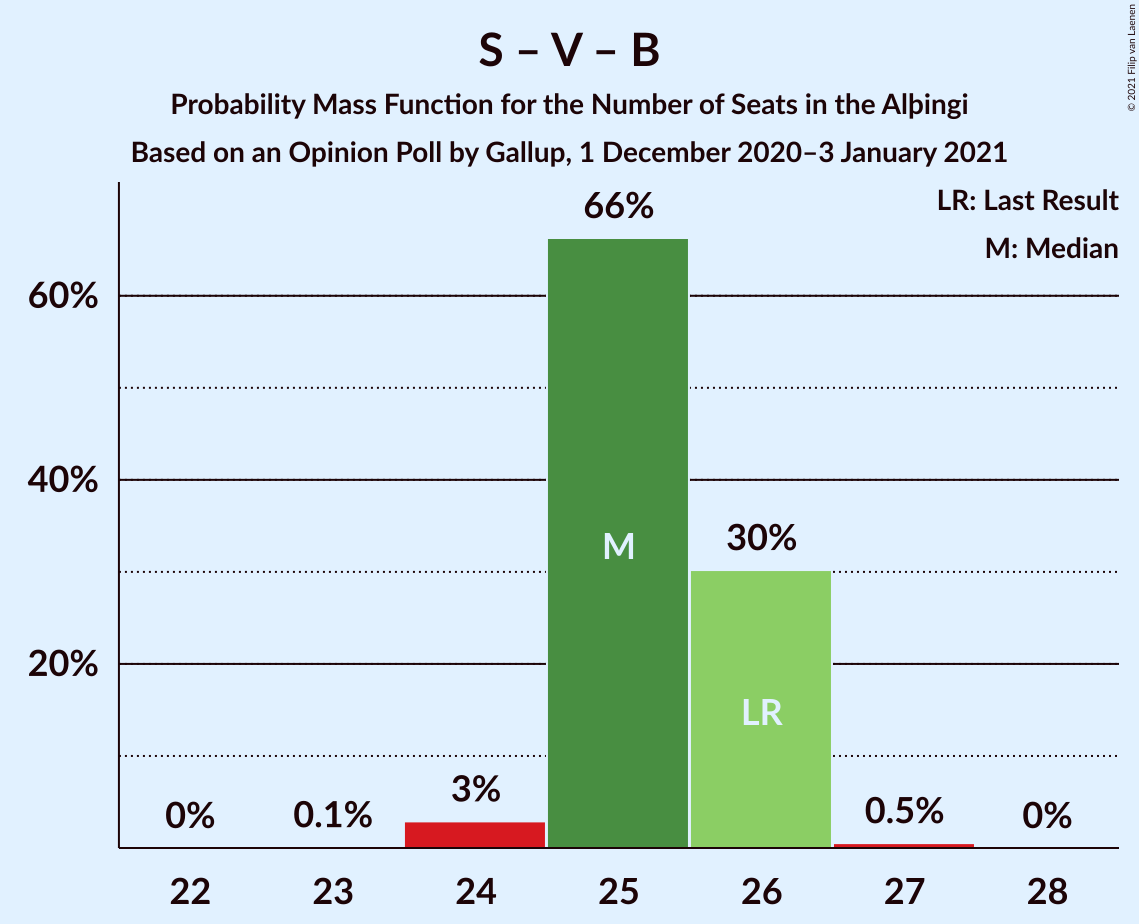 S – V – B
Probability Mass Function for the Number of Seats in the Alþingi
Based on an Opinion Poll by Gallup, 1 December 2020–3 January 2021
© 2021 Filip van Laenen
LR: Last Result
M: Median
66%
60%
40%
30%
20%
M
LR
0%
0.1%
3%
0.5%
0%
22
23
24
25
26
27
28